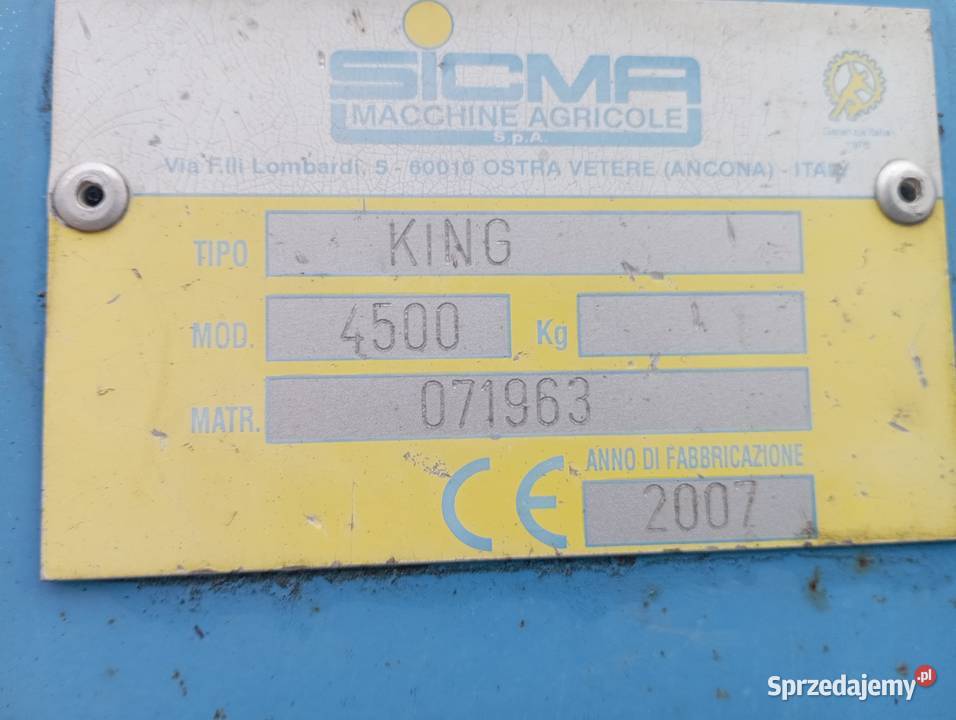 SICMA
MACCHINE AGRICOLE
S.p.A.
Via F.lli Lombardi, 5 - 60010 OSTRA VETERE (ANCONA) - ITALY
TIPO KING
MOD. 4500 Kg
MATR. 071963
CE ANNO DI FABBRICAZIONE
2007
Sprzedajemy.pl